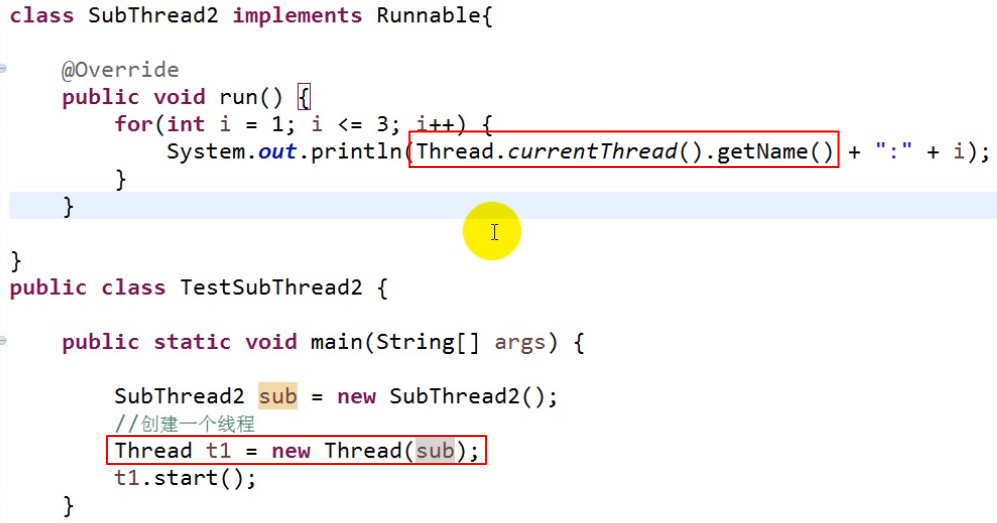 class SubThread2 implements Runnable{
@Override
public void run() {
for(int i = 1; i <= 3; i++) {
System.out.println(Thread.currentThread().getName() + ":" + i);
}
}
}
public class TestSubThread2 {
public static void main(String[] args) {
SubThread2 sub = new SubThread2();
//创建一个线程
Thread t1 = new Thread(sub);
t1.start();
}